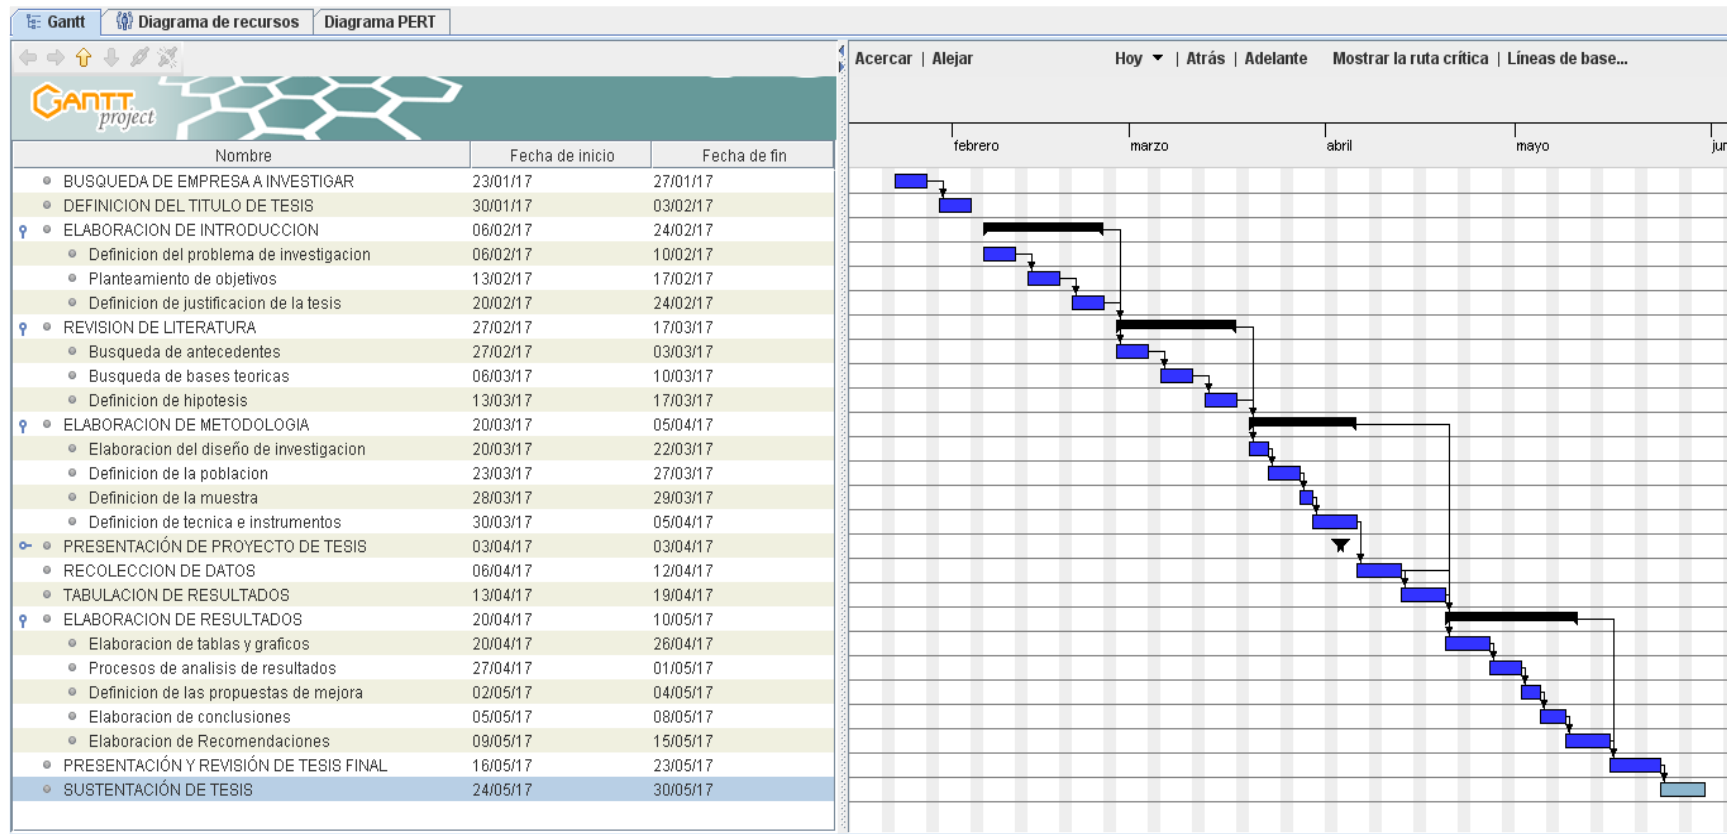 Gantt Diagrama de recursos Diagrama PERT
Acercar | Alejar Hoy | Atrás | Adelante Mostrar la ruta crítica | Líneas de base...
GANTT
project
febrero marzo abril mayo jun
Nombre Fecha de inicio Fecha de fin
BUSQUEDA DE EMPRESA A INVESTIGAR 23/01/17 27/01/17
DEFINICION DEL TITULO DE TESIS 30/01/17 03/02/17
ELABORACION DE INTRODUCCION 06/02/17 24/02/17
Definicion del problema de investigacion 06/02/17 10/02/17
Planteamiento de objetivos 13/02/17 17/02/17
Definicion de justificacion de la tesis 20/02/17 24/02/17
REVISION DE LITERATURA 27/02/17 17/03/17
Busqueda de antecedentes 27/02/17 03/03/17
Busqueda de bases teoricas 06/03/17 10/03/17
Definicion de hipotesis 13/03/17 17/03/17
ELABORACION DE METODOLOGIA 20/03/17 05/04/17
Elaboracion del diseño de investigacion 20/03/17 22/03/17
Definicion de la poblacion 23/03/17 27/03/17
Definicion de la muestra 28/03/17 29/03/17
Definicion de tecnica e instrumentos 30/03/17 05/04/17
PRESENTACIÓN DE PROYECTO DE TESIS 03/04/17 03/04/17
RECOLECCION DE DATOS 06/04/17 12/04/17
TABULACION DE RESULTADOS 13/04/17 19/04/17
ELABORACION DE RESULTADOS 20/04/17 10/05/17
Elaboracion de tablas y graficos 20/04/17 26/04/17
Procesos de analisis de resultados 27/04/17 01/05/17
Definicion de las propuestas de mejora 02/05/17 04/05/17
Elaboracion de conclusiones 05/05/17 08/05/17
Elaboracion de Recomendaciones 09/05/17 15/05/17
PRESENTACIÓN Y REVISIÓN DE TESIS FINAL 16/05/17 23/05/17
SUSTENTACIÓN DE TESIS 24/05/17 30/05/17